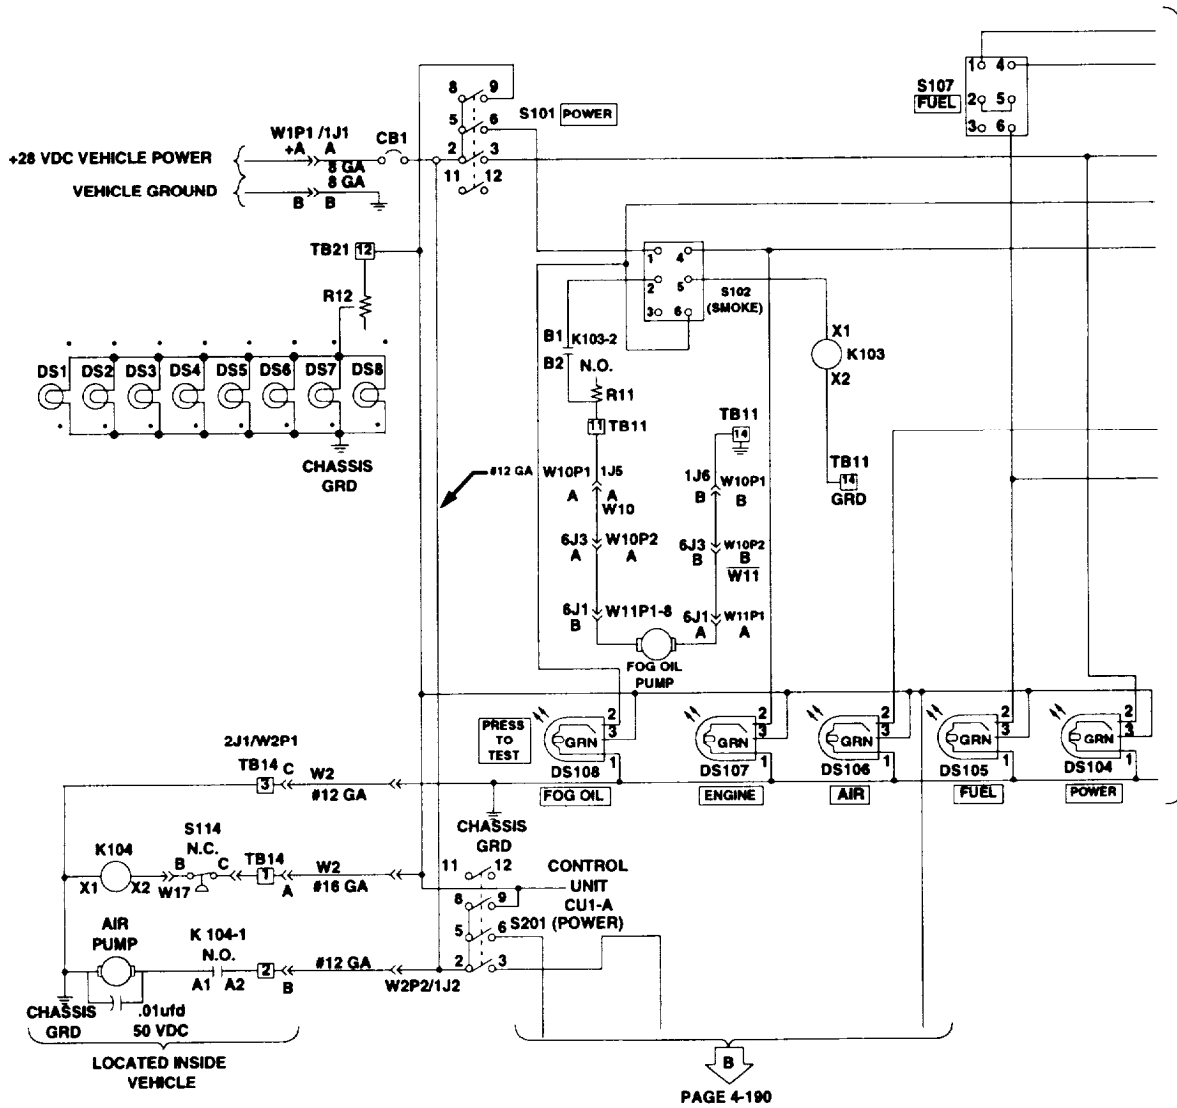 1 4
S107
FUEL
2 5
3 6
8 9
S101 POWER
5 6
W1P1 /1J1
CB1
+A A
+28 VDC VEHICLE POWER
2 3
8 GA
8 GA
11 12
VEHICLE GROUND
B B
TB21 12
1 4
R12
2 5
S102
(SMOKE)
3 6
B1 K103-2
X1
K103
B2
N.O.
X2
DS1 DS2 DS3 DS4 DS5 DS6 DS7 DS8
R11
TB11
11 TB11
14
CHASSIS
GRD
#12 GA W10P1 1J5
1J6 W10P1
TB11
14
GRD
A A
B B
W10
6J3 W10P2
6J3 W10P2
A A
B B
W11
6J1 W11P1-8
6J1 W11P1
B
A A
FOG OIL
PUMP
PRESS
TO
TEST
2 2 2 2 2
3 3 3 3 3
GRN GRN GRN GRN GRN
1 1 1 1 1
DS108 DS107 DS106 DS105 DS104
FOG OIL ENGINE AIR FUEL POWER
2J1/W2P1
TB14 C W2
3
#12 GA
CHASSIS
GRD
S114
N.C.
K104
B C TB14 W2
11 12
CONTROL
UNIT
CU1-A
X1 X2 W17 1 A #16 GA
8 9
S201 (POWER)
AIR
PUMP
K 104-1
N.O.
5 6
2 #12 GA
2 3
A1 A2 B
W2P2/1J2
CHASSIS
GRD
.01ufd
50 VDC
LOCATED INSIDE
VEHICLE
B
PAGE 4-190